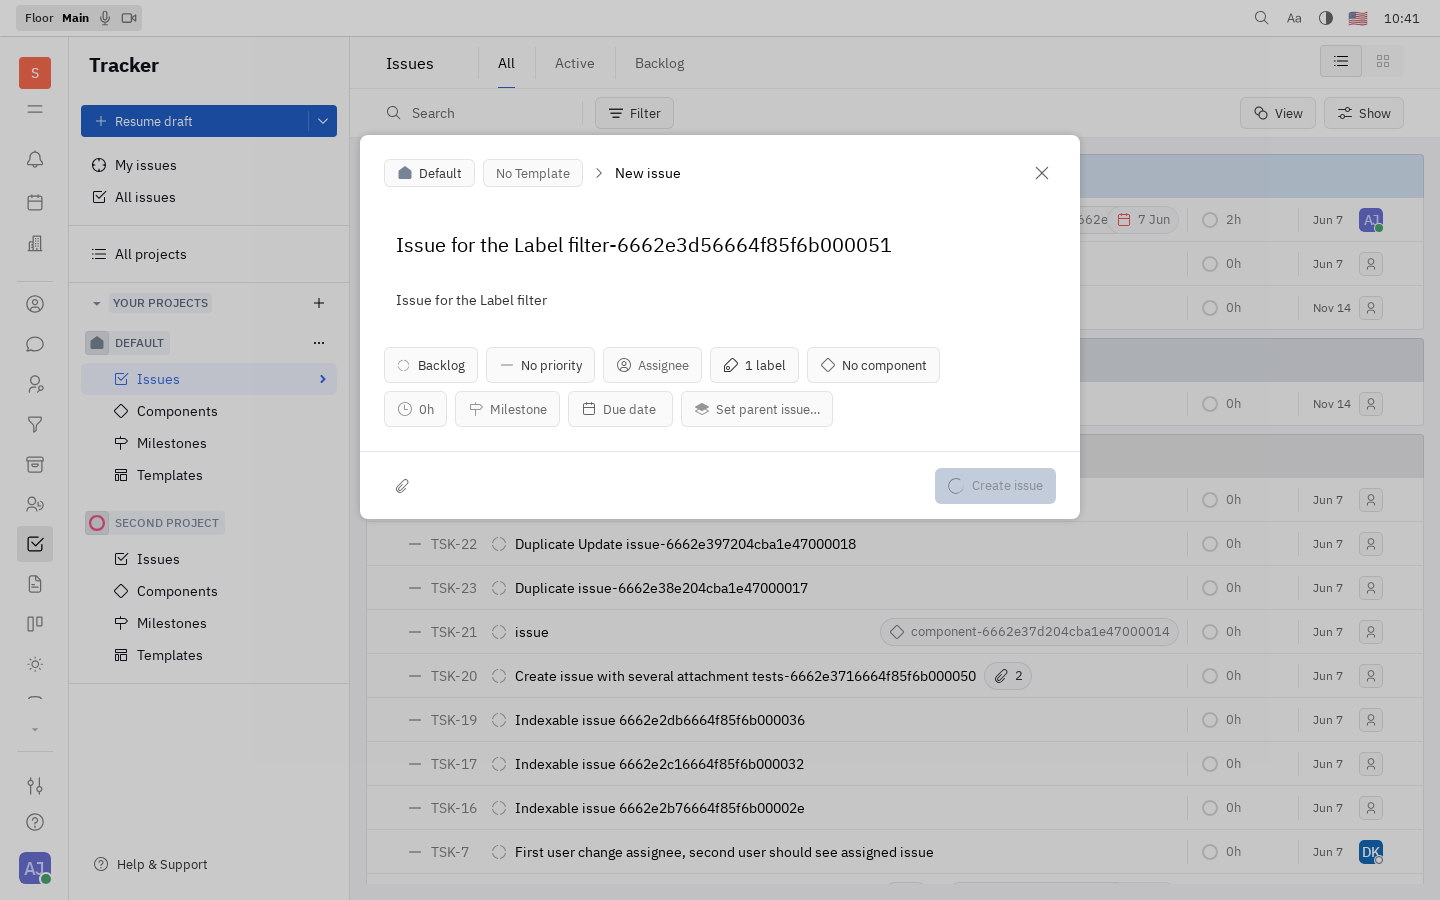 Floor Main
Aa
10:41
S
Tracker
Resume draft
My issues
All issues
All projects
YOUR PROJECTS
DEFAULT
Issues
Components
Milestones
Templates
SECOND PROJECT
Issues
Components
Milestones
Templates
Help & Support
AJ
Issues
All
Active
Backlog
Search
Filter
View
Show
Default
No Template
New issue
Issue for the Label filter-6662e3d56664f85f6b000051
Issue for the Label filter
Backlog
No priority
Assignee
1 label
No component
0h
Milestone
Due date
Set parent issue...
Create issue
7 Jun 2h Jun 7 AJ
0h Jun 7
0h Nov 14
0h Nov 14
0h Jun 7
TSK-22 Duplicate Update issue-6662e397204cba1e47000018 0h Jun 7
TSK-23 Duplicate issue-6662e38e204cba1e47000017 0h Jun 7
TSK-21 issue component-6662e37d204cba1e47000014 0h Jun 7
TSK-20 Create issue with several attachment tests-6662e3716664f85f6b000050 2 0h Jun 7
TSK-19 Indexable issue 6662e2db6664f85f6b000036 0h Jun 7
TSK-17 Indexable issue 6662e2c16664f85f6b000032 0h Jun 7
TSK-16 Indexable issue 6662e2b76664f85f6b00002e 0h Jun 7
TSK-7 First user change assignee, second user should see assigned issue 0h Jun 7 DK